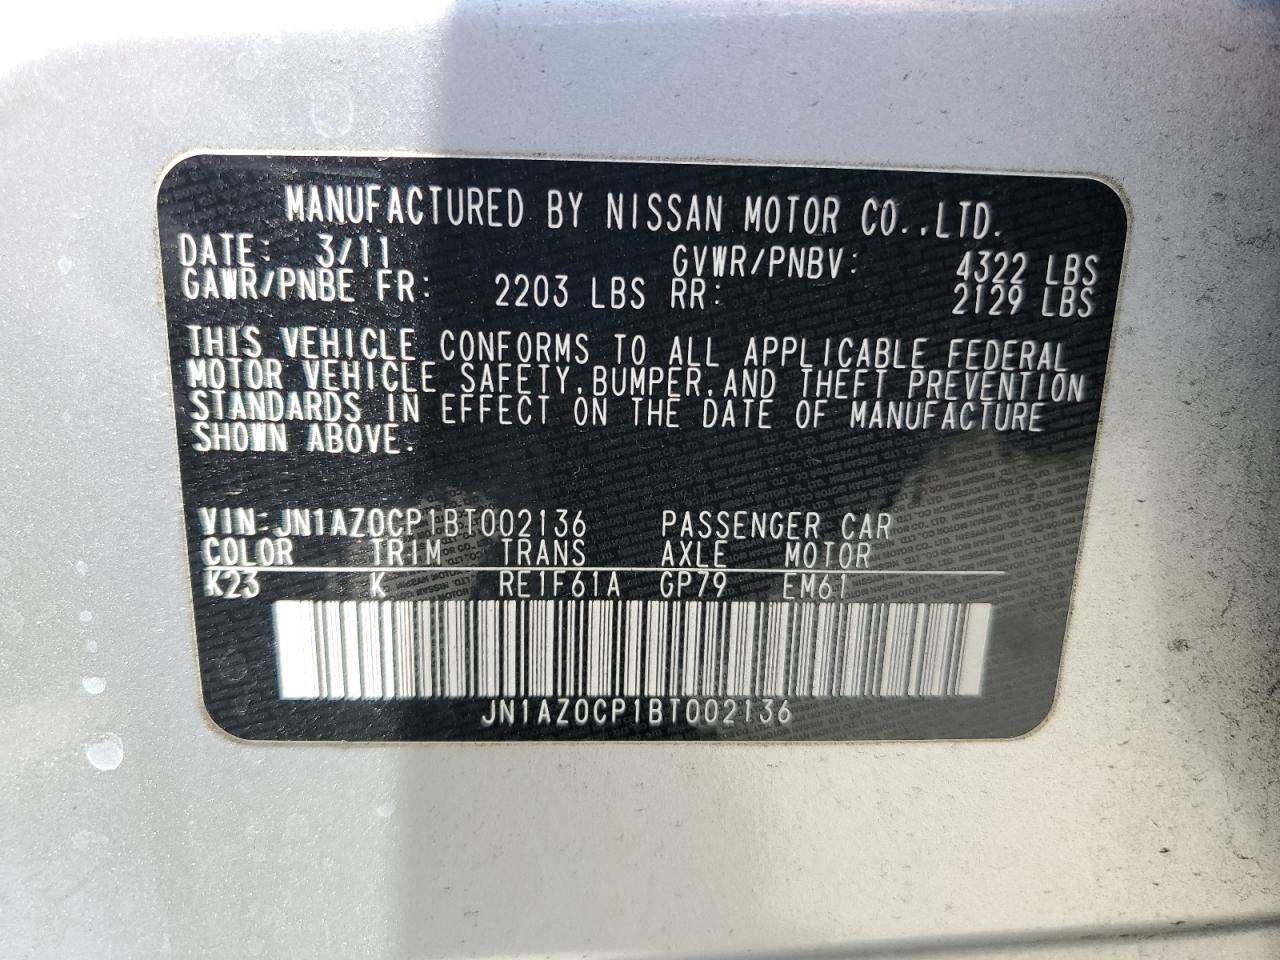 MANUFACTURED BY NISSAN MOTOR CO.,LTD.
DATE: 3/11 GVWR/PNBV: 4322 LBS
GAWR/PNBE FR: 2203 LBS RR: 2129 LBS
THIS VEHICLE CONFORMS TO ALL APPLICABLE FEDERAL
MOTOR VEHICLE SAFETY,BUMPER,AND THEFT PREVENTION
STANDARDS IN EFFECT ON THE DATE OF MANUFACTURE
SHOWN ABOVE.
VIN:JN1AZ0CP1BT002136 PASSENGER CAR
COLOR TRIM TRANS AXLE MOTOR
K23 K RE1F61A GP79 EM61
JN1AZ0CP1BT002136